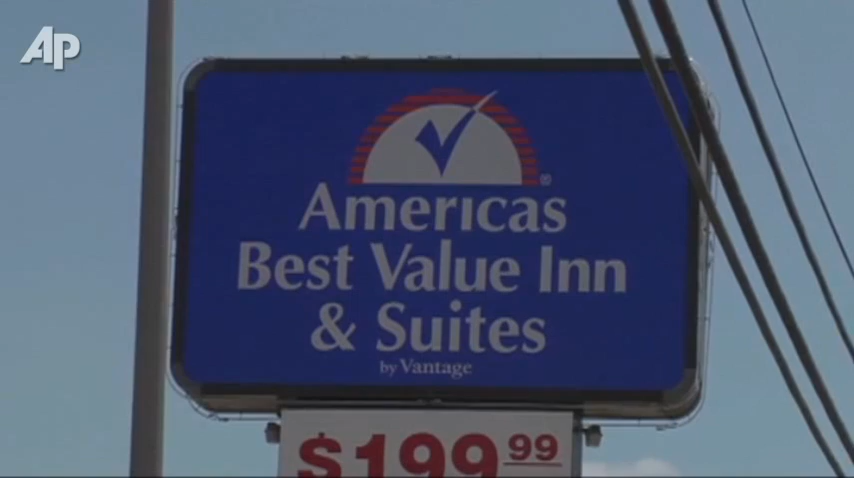 AP
Americas
Best Value Inn
& Suites
by Vantage
$199 99